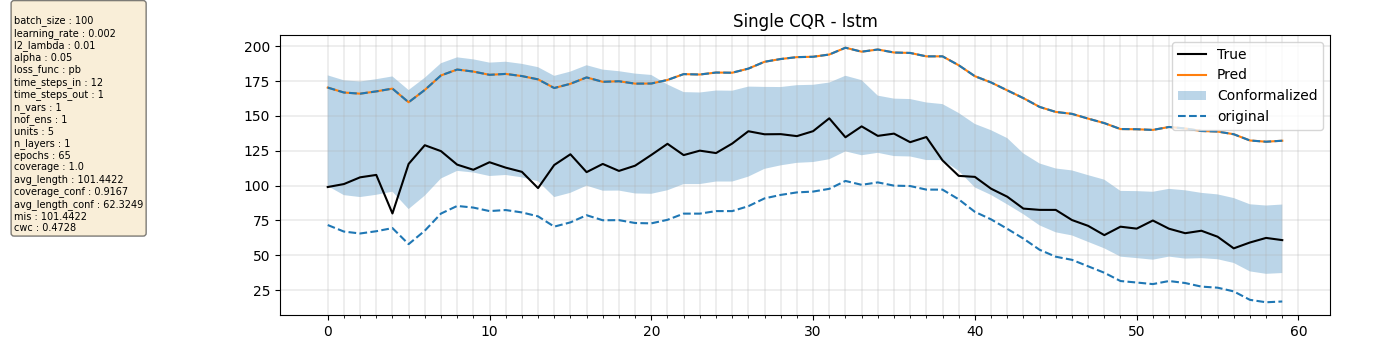 batch_size : 100
learning_rate : 0.002
l2_lambda : 0.01
alpha : 0.05
loss_func : pb
time_steps_in : 12
time_steps_out : 1
n_vars : 1
nof_ens : 1
units : 5
n_layers : 1
epochs : 65
coverage : 1.0
avg_length : 101.4422
coverage_conf : 0.9167
avg_length_conf : 62.3249
mis : 101.4422
cwc : 0.4728
Single CQR - lstm
200
175
150
125
100
75
50
25
0 10 20 30 40 50 60
True
Pred
Conformalized
original